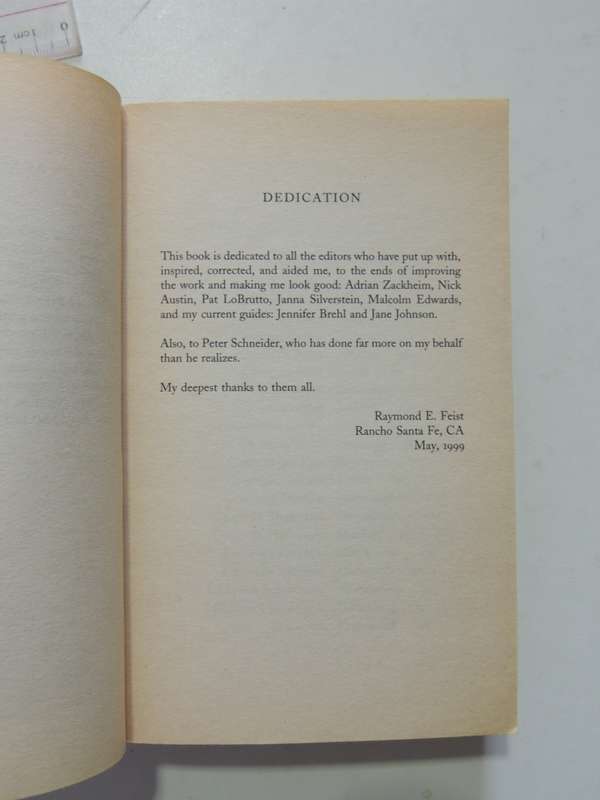 0
1cm 2
DEDICATION
This book is dedicated to all the editors who have put up with,
inspired, corrected, and aided me, to the ends of improving
the work and making me look good: Adrian Zackheim, Nick
Austin, Pat LoBrutto, Janna Silverstein, Malcolm Edwards,
and my current guides: Jennifer Brehl and Jane Johnson.
Also, to Peter Schneider, who has done far more on my behalf
than he realizes.
My deepest thanks to them all.
Raymond E. Feist
Rancho Santa Fe, CA
May, 1999